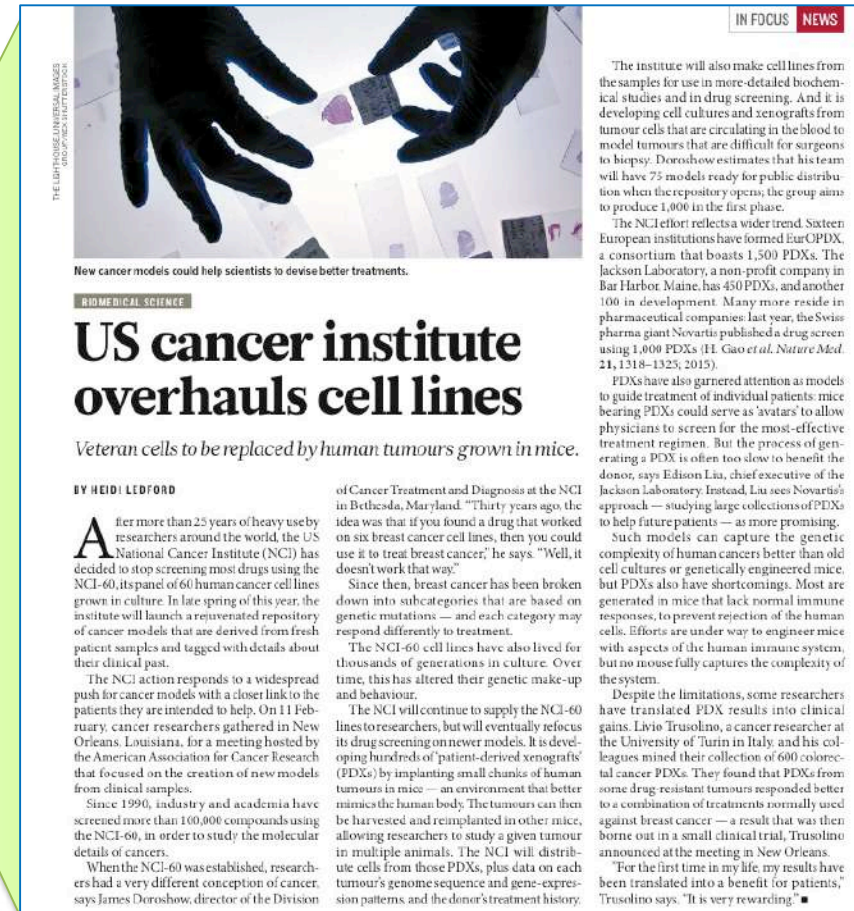 IN FOCUS NEWS
THE LIGHTHOUSE/UNIVERSAL IMAGES
GROUP/REX SHUTTERSTOCK
New cancer models could help scientists to devise better treatments.
BIOMEDICAL SCIENCE
US cancer institute
overhauls cell lines
Veteran cells to be replaced by human tumours grown in mice.
BY HEIDI LEDFORD
After more than 25 years of heavy use by
researchers around the world, the US
National Cancer Institute (NCI) has
decided to stop screening most drugs using the
NCI-60, its panel of 60 human cancer cell lines
grown in culture. In late spring of this year, the
institute will launch a rejuvenated repository
of cancer models that are derived from fresh
patient samples and tagged with details about
their clinical past.
The NCI action responds to a widespread
push for cancer models with a closer link to the
patients they are intended to help. On 11 Feb-
ruary, cancer researchers gathered in New
Orleans, Louisiana, for a meeting hosted by
the American Association for Cancer Research
that focused on the creation of new models
from clinical samples.
Since 1990, industry and academia have
screened more than 100,000 compounds using
the NCI-60, in order to study the molecular
details of cancers.
When the NCI-60 was established, research-
ers had a very different conception of cancer,
says James Doroshow, director of the Division
of Cancer Treatment and Diagnosis at the NCI
in Bethesda, Maryland. “Thirty years ago, the
idea was that if you found a drug that worked
on six breast cancer cell lines, then you could
use it to treat breast cancer,” he says. “Well, it
doesn’t work that way.”
Since then, breast cancer has been broken
down into subcategories that are based on
genetic mutations — and each category may
respond differently to treatment.
The NCI-60 cell lines have also lived for
thousands of generations in culture. Over
time, this has altered their genetic make-up
and behaviour.
The NCI will continue to supply the NCI-60
lines to researchers, but will eventually refocus
its drug screening on newer models. It is devel-
oping hundreds of ‘patient-derived xenografts’
(PDXs) by implanting small chunks of human
tumours in mice — an environment that better
mimics the human body. The tumours can then
be harvested and reimplanted in other mice,
allowing researchers to study a given tumour
in multiple animals. The NCI will distrib-
ute cells from those PDXs, plus data on each
tumour’s genome sequence and gene-expres-
sion patterns, and the donor’s treatment history.
The institute will also make cell lines from
the samples for use in more-detailed biochem-
ical studies and in drug screening. And it is
developing cell cultures and xenografts from
tumour cells that are circulating in the blood to
model tumours that are difficult for surgeons
to biopsy. Doroshow estimates that his team
will have 75 models ready for public distribu-
tion when the repository opens; the group aims
to produce 1,000 in the first phase.
The NCI effort reflects a wider trend. Sixteen
European institutions have formed EurOPDX,
a consortium that boasts 1,500 PDXs. The
Jackson Laboratory, a non-profit company in
Bar Harbor, Maine, has 450 PDXs, and another
100 in development. Many more reside in
pharmaceutical companies: last year, the Swiss
pharma giant Novartis published a drug screen
using 1,000 PDXs (H. Gao et al. Nature Med.
21, 1318–1325; 2015).
PDXs have also garnered attention as models
to guide treatment of individual patients: mice
bearing PDXs could serve as ‘avatars’ to allow
physicians to screen for the most-effective
treatment regimen. But the process of gen-
erating a PDX is often too slow to benefit the
donor, says Edison Liu, chief executive of the
Jackson Laboratory. Instead, Liu sees Novartis’s
approach — studying large collections of PDXs
to help future patients — as more promising.
Such models can capture the genetic
complexity of human cancers better than old
cell cultures or genetically engineered mice,
but PDXs also have shortcomings. Most are
generated in mice that lack normal immune
responses, to prevent rejection of the human
cells. Efforts are under way to engineer mice
with aspects of the human immune system,
but no mouse fully captures the complexity of
the system.
Despite the limitations, some researchers
have translated PDX results into clinical
gains. Livio Trusolino, a cancer researcher at
the University of Turin in Italy, and his col-
leagues mined their collection of 600 colorec-
tal cancer PDXs. They found that PDXs from
some drug-resistant tumours responded better
to a combination of treatments normally used
against breast cancer — a result that was then
borne out in a small clinical trial, Trusolino
announced at the meeting in New Orleans.
“For the first time in my life, my results have
been translated into a benefit for patients,”
Trusolino says. “It is very rewarding.” ■